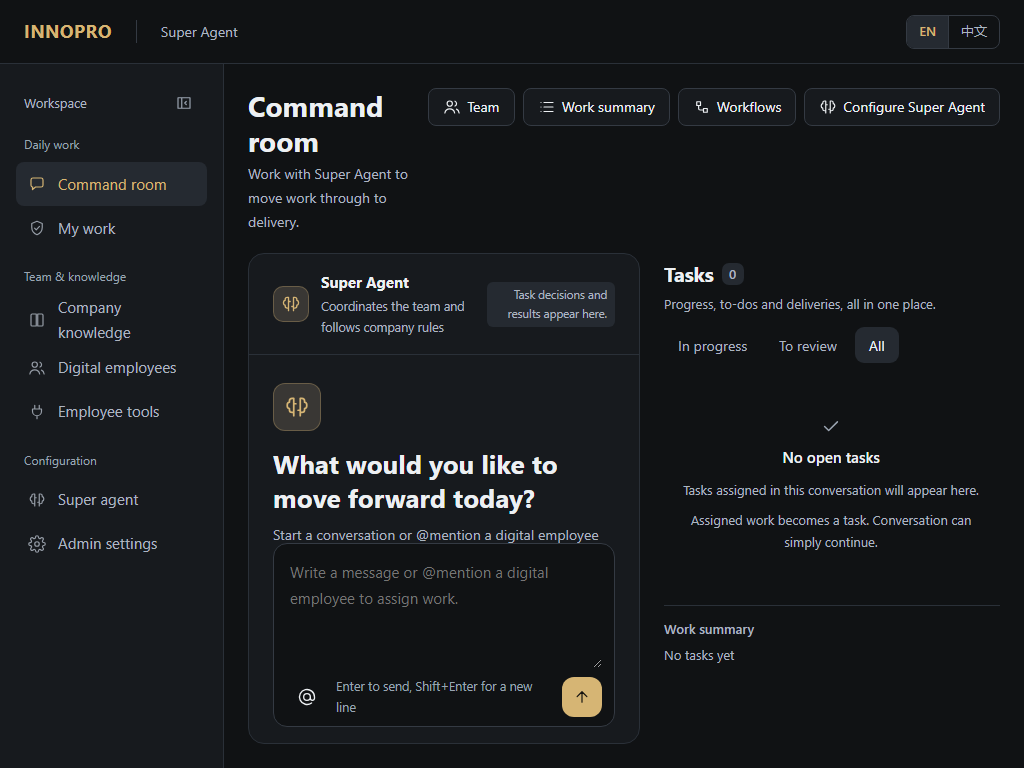 INNOPRO
Super Agent
EN
中文
Workspace
Daily work
Command room
My work
Team & knowledge
Company
knowledge
Digital employees
Employee tools
Configuration
Super agent
Admin settings
Command
room
Work with Super Agent to
move work through to
delivery.
Team
Work summary
Workflows
Configure Super Agent
Super Agent
Coordinates the team and
follows company rules
Task decisions and
results appear here.
What would you like to
move forward today?
Start a conversation or @mention a digital employee
Write a message or @mention a digital
employee to assign work.
Enter to send, Shift+Enter for a new
line
Tasks 0
Progress, to-dos and deliveries, all in one place.
In progress
To review
All
No open tasks
Tasks assigned in this conversation will appear here.
Assigned work becomes a task. Conversation can
simply continue.
Work summary
No tasks yet